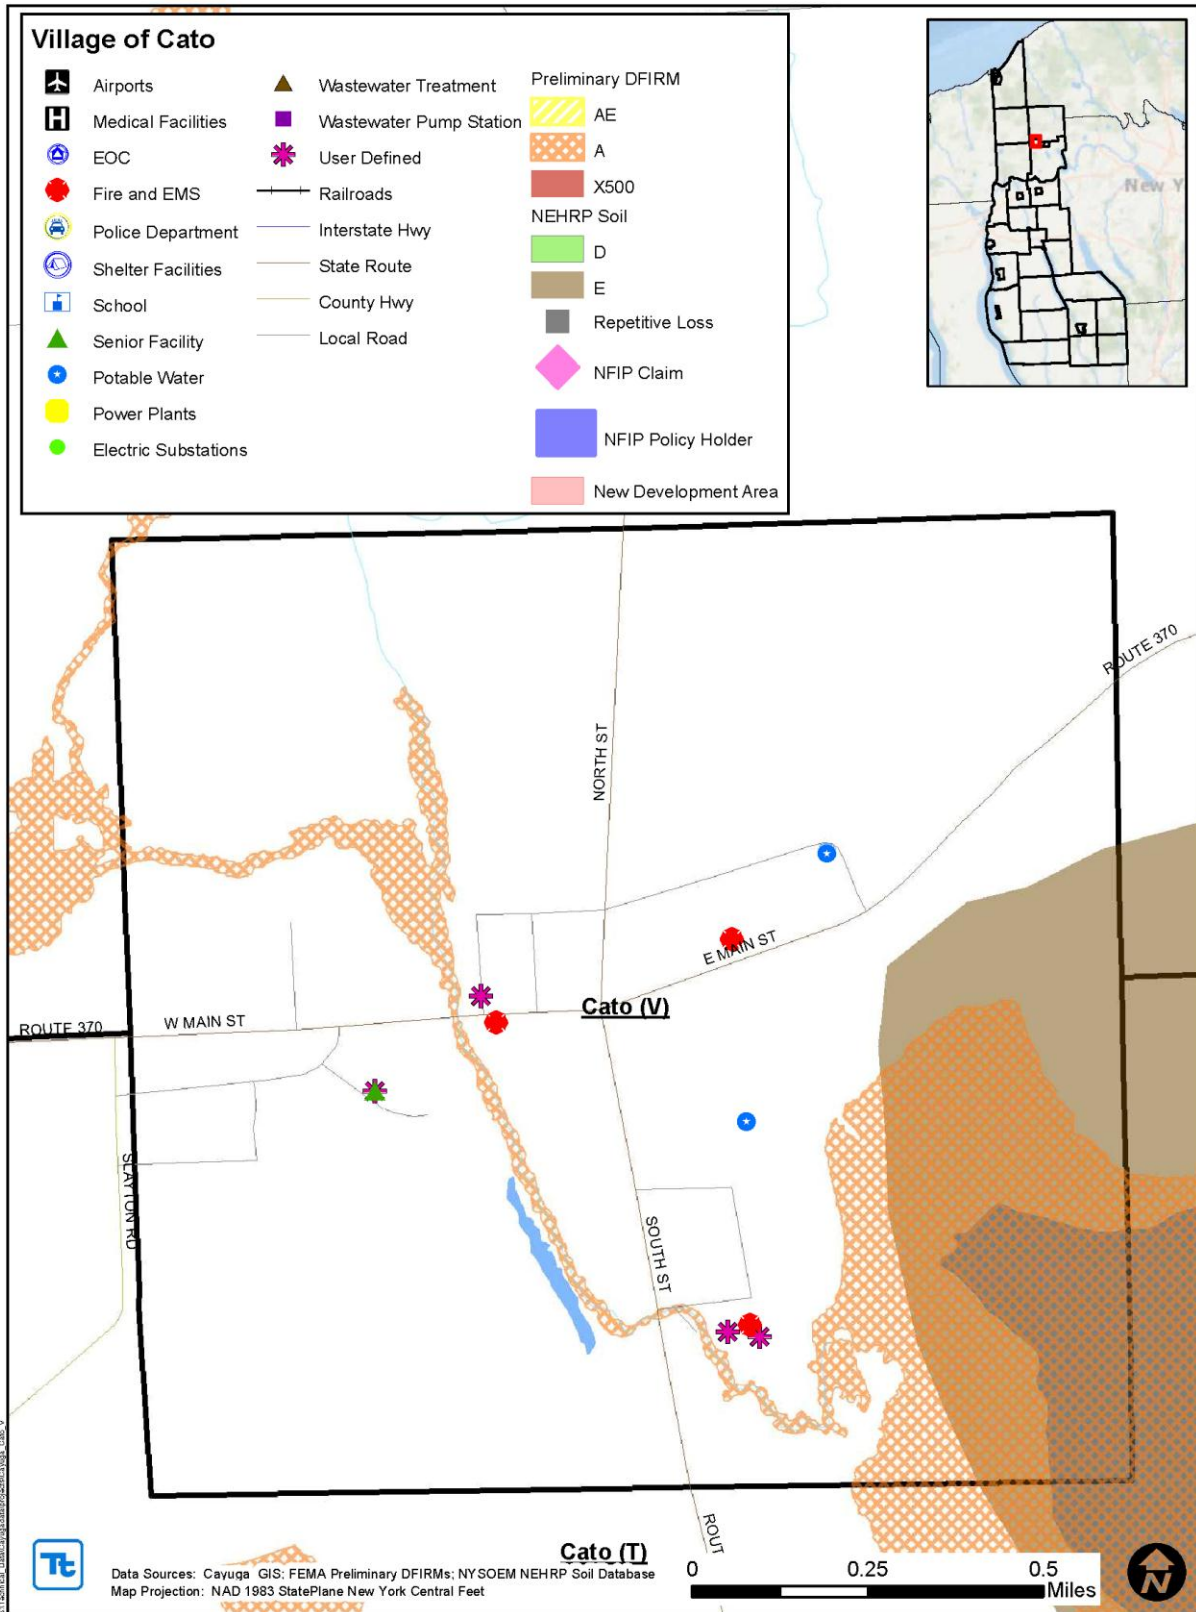 Village of Cato
Airports
Medical Facilities
EOC
Fire and EMS
Police Department
Shelter Facilities
School
Senior Facility
Potable Water
Power Plants
Electric Substations
Wastewater Treatment
Wastewater Pump Station
User Defined
Railroads
Interstate Hwy
State Route
County Hwy
Local Road
Preliminary DFIRM
AE
A
X500
NEHRP Soil
D
E
Repetitive Loss
NFIP Claim
NFIP Policy Holder
New Development Area
New Y
ROUTE 370
NORTH ST
E MAIN ST
Cato (V)
ROUTE 370
W MAIN ST
SLAYTON RD
SOUTH ST
ROUT
Cato (T)
Tt
Data Sources: Cayuga GIS; FEMA Preliminary DFIRMs; NYSOEM NEHRP Soil Database
Map Projection: NAD 1983 StatePlane New York Central Feet
0 0.25 0.5
Miles
N